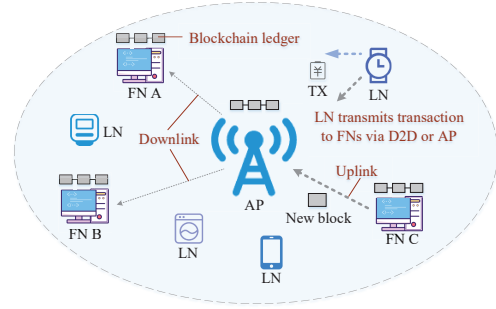 Blockchain ledger
FN A
¥
TX
LN
LN
LN transmits transaction
to FNs via D2D or AP
Downlink
Uplink
AP
New block
FN B
FN C
LN
LN